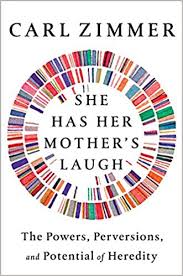 CARL ZIMMER
SHE
HAS HER
MOTHER'S
LAUGH
The Powers, Perversions,
and Potential of Heredity